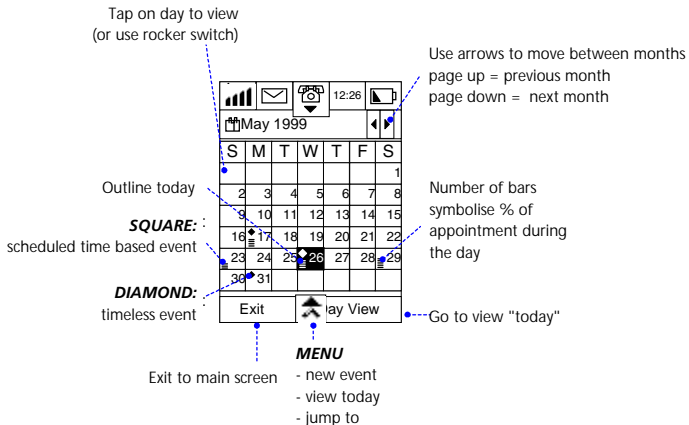 Tap on day to view
(or use rocker switch)
Use arrows to move between months
page up = previous month
page down = next month
12:26
May 1999
S M T W T F S
1
2 3 4 5 6 7 8
9 10 11 12 13 14 15
16 17 18 19 20 21 22
23 24 25 26 27 28 29
30 31
Outline today
SQUARE: :
scheduled time based event
DIAMOND:
timeless event :
Number of bars
symbolise % of
appointment during
the day
Exit ay View
Go to view "today"
Exit to main screen
MENU
- new event
- view today
- jump to